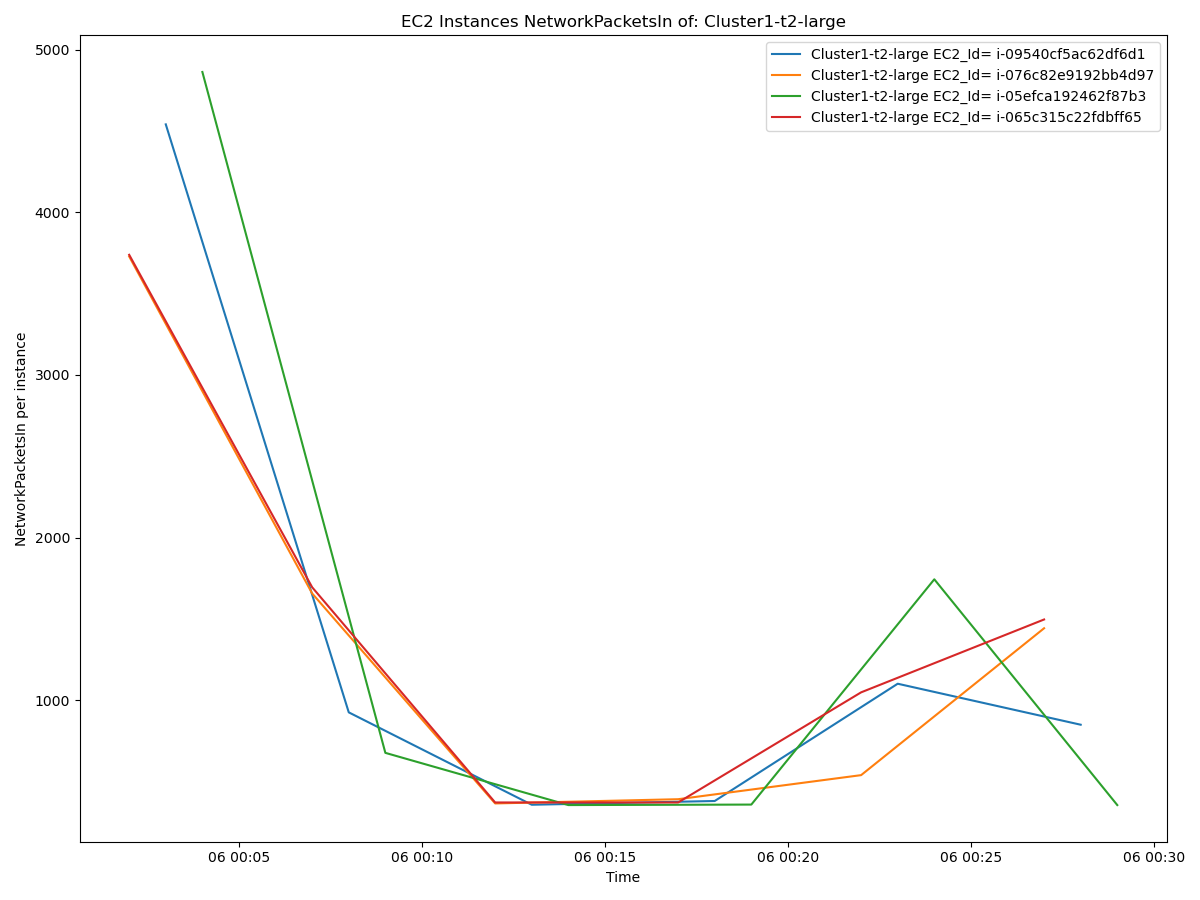 EC2 Instances NetworkPacketsIn of: Cluster1-t2-large
Cluster1-t2-large EC2_Id= i-09540cf5ac62df6d1
Cluster1-t2-large EC2_Id= i-076c82e9192bb4d97
Cluster1-t2-large EC2_Id= i-05efca192462f87b3
Cluster1-t2-large EC2_Id= i-065c315c22fdbff65
NetworkPacketsIn per instance
5000
4000
3000
2000
1000
06 00:05 06 00:10 06 00:15 06 00:20 06 00:25 06 00:30
Time